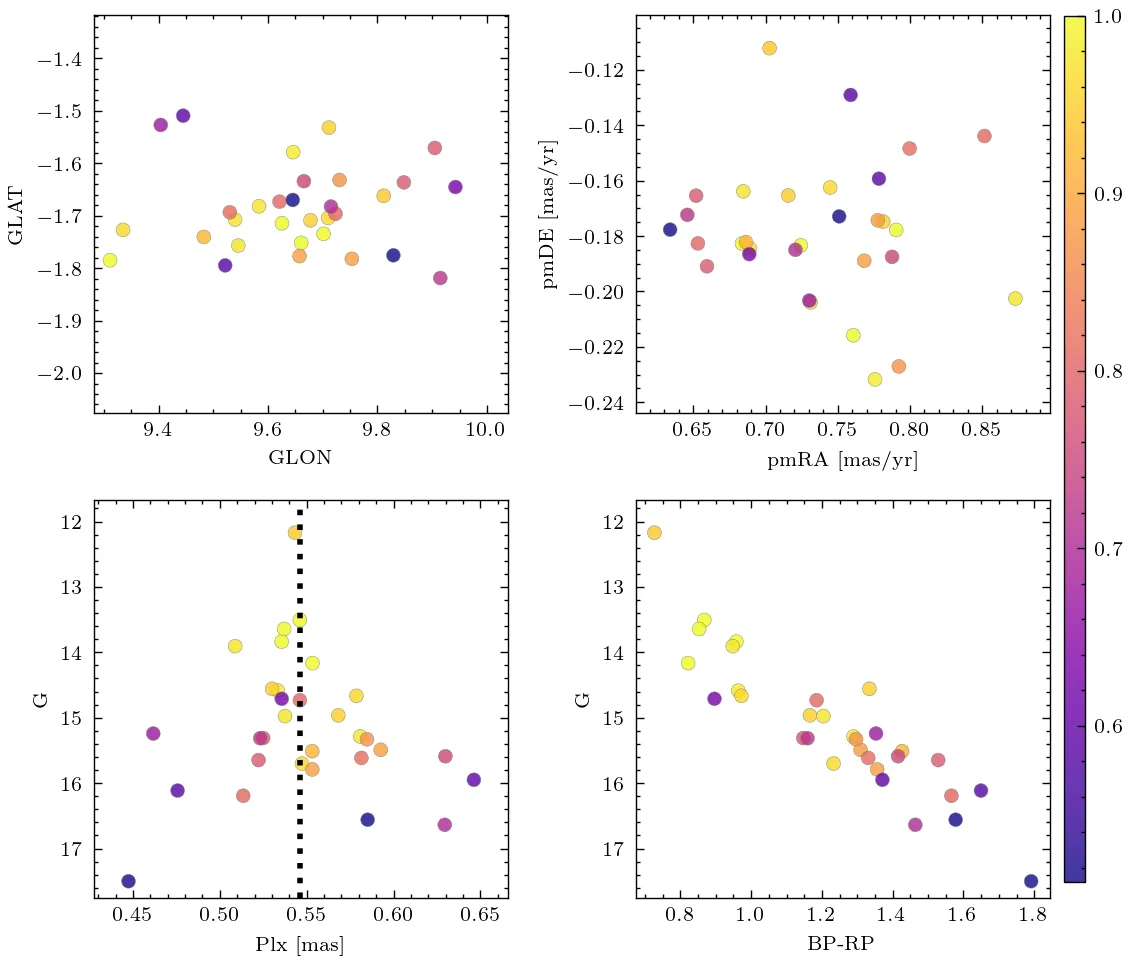 −1.4
−1.5
−1.6
−1.7
−1.8
−1.9
−2.0
GLAT
9.4 9.6 9.8 10.0
GLON
−0.12
−0.14
−0.16
−0.18
−0.20
−0.22
−0.24
pmDE [mas/yr]
0.65 0.70 0.75 0.80 0.85
pmRA [mas/yr]
12
13
14
15
16
17
G
0.45 0.50 0.55 0.60 0.65
Plx [mas]
12
13
14
15
16
17
G
0.8 1.0 1.2 1.4 1.6 1.8
BP-RP
1.0
0.9
0.8
0.7
0.6